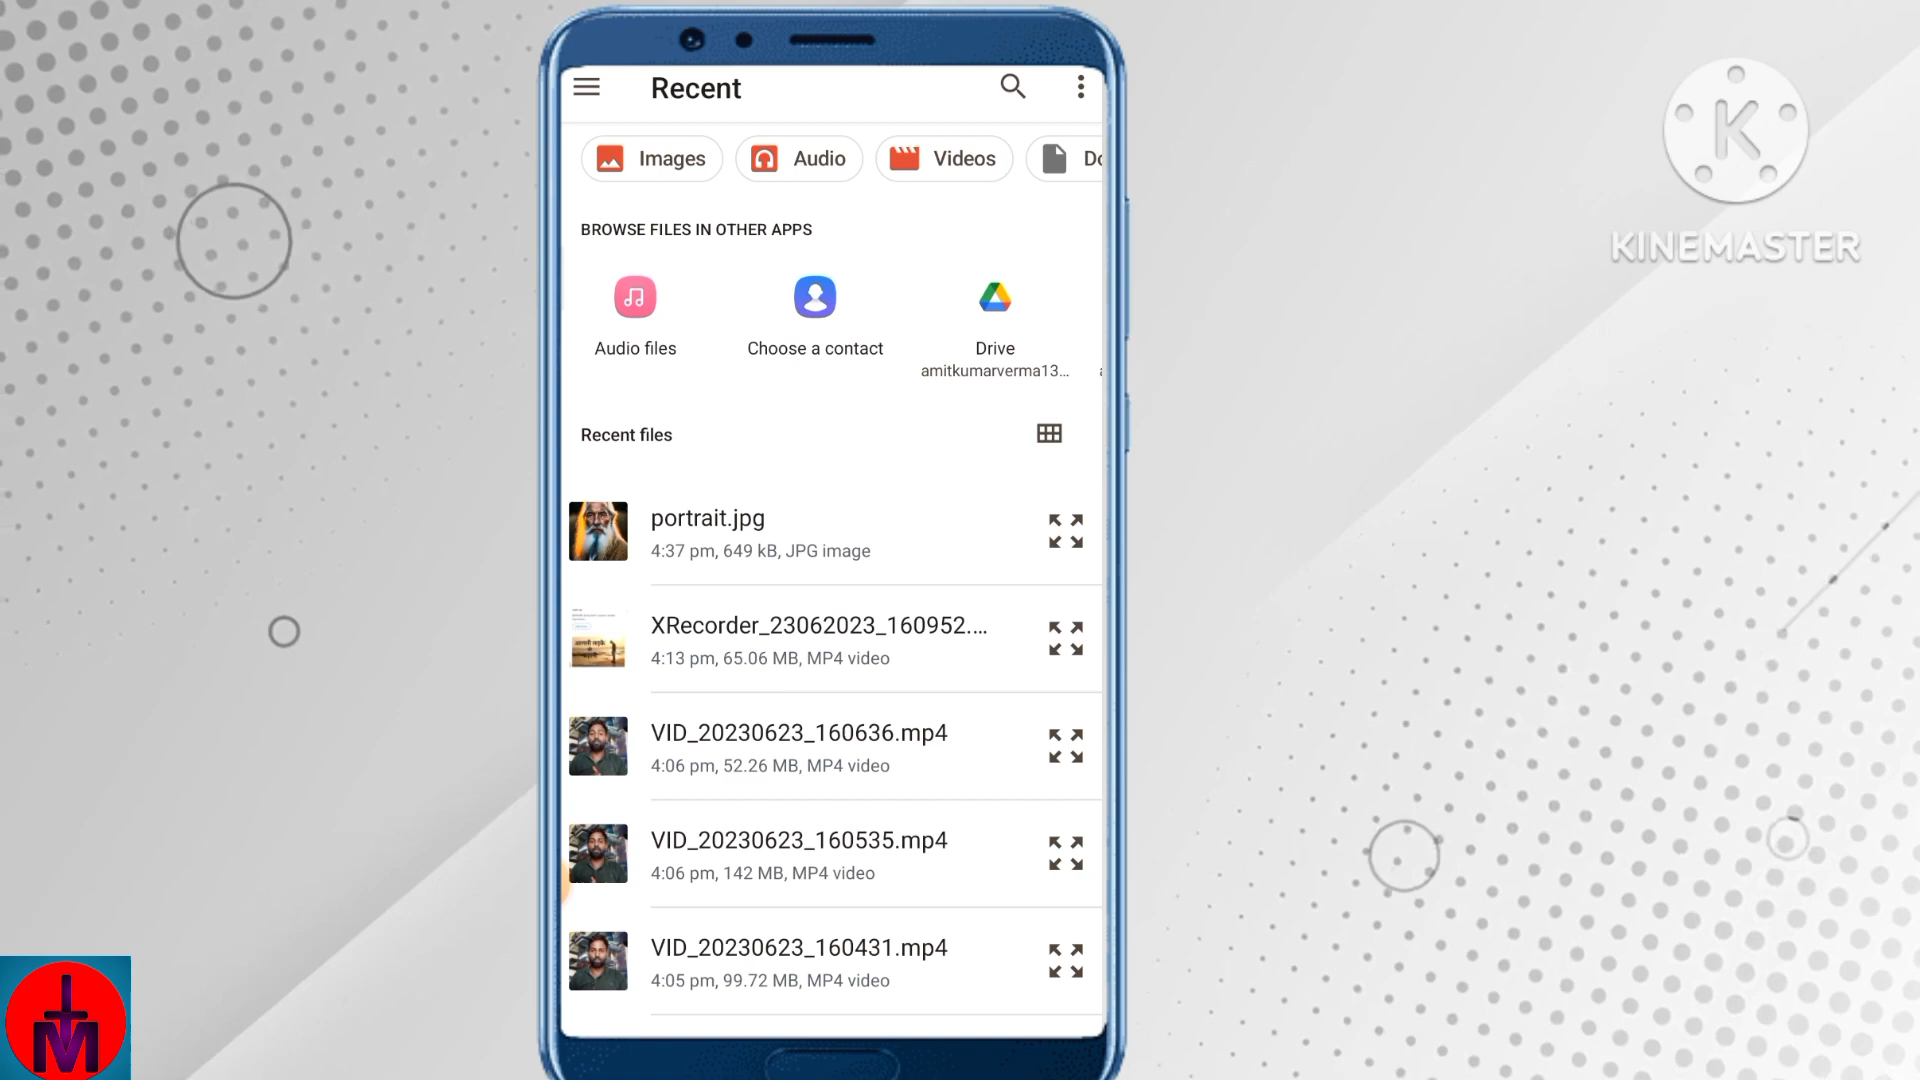 Recent
Images
Audio
Videos
BROWSE FILES IN OTHER APPS
Audio files
Choose a contact
Drive
amitkumarverma13...
Recent files
portrait.jpg
4:37 pm, 649 kB, JPG image
XRecorder_23062023_160952....
4:13 pm, 65.06 MB, MP4 video
VID_20230623_160636.mp4
4:06 pm, 52.26 MB, MP4 video
VID_20230623_160535.mp4
4:06 pm, 142 MB, MP4 video
VID_20230623_160431.mp4
4:05 pm, 99.72 MB, MP4 video
K
KINEMASTER
M